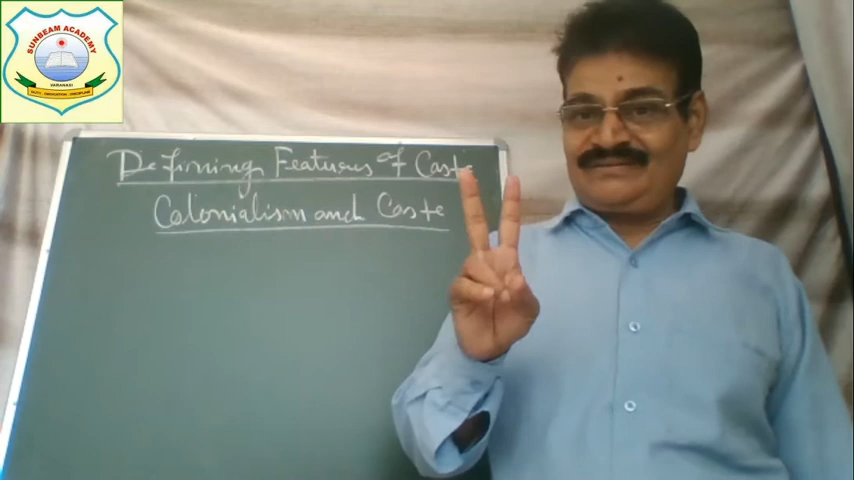 SUNBEAM ACADEMY
VARANASI
Defining Features of Caste
Colonialism and Caste